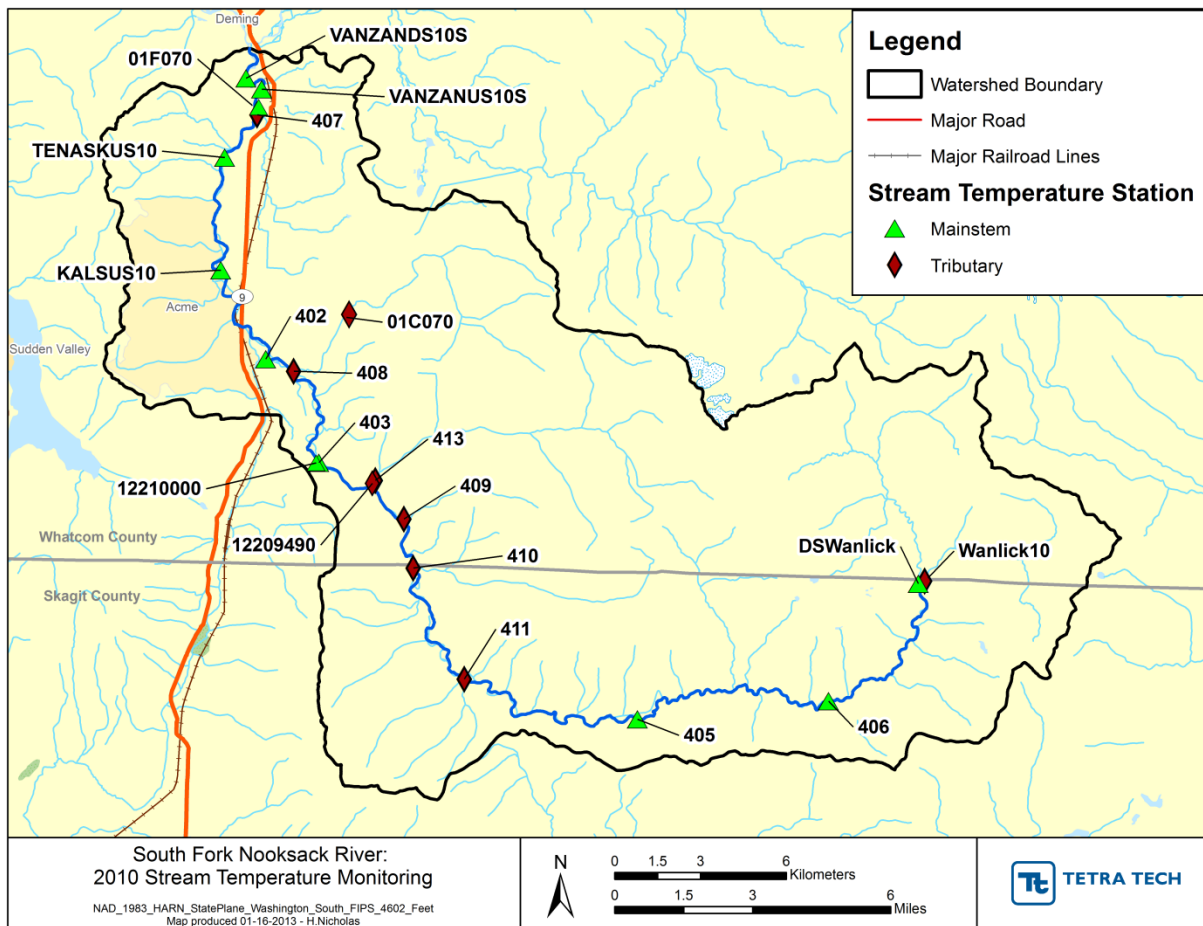 Deming
VANZANDS10S
01F070
VANZANUS10S
407
TENASKUS10
KALSUS10
9
Acme
01C070
Sudden Valley
402
408
403
413
12210000
409
12209490
Whatcom County
410
DSWanlick
Wanlick10
Skagit County
411
405
406
Legend
Watershed Boundary
Major Road
Major Railroad Lines
Stream Temperature Station
Mainstem
Tributary
South Fork Nooksack River:
2010 Stream Temperature Monitoring
NAD_1983_HARN_StatePlane_Washington_South_FIPS_4602_Feet
Map produced 01-16-2013 - H.Nicholas
N
0 1.5 3 6
Kilometers
0 1.5 3 6
Miles
Tt TETRA TECH